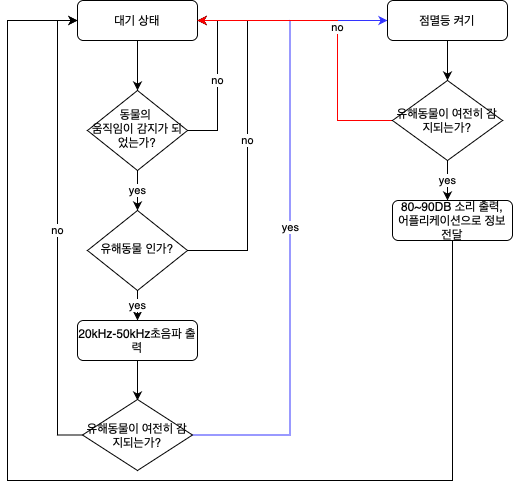 대기 상태
점멸등 켜기
no
no
동물의
움직임이 감지가 되
었는가?
유해동물이 여전히 감
지되는가?
no
yes
yes
80~90DB 소리 출력,
어플리케이션으로 정보
전달
no
yes
유해동물 인가?
yes
20kHz-50kHz초음파 출
력
유해동물이 여전히 감
지되는가?